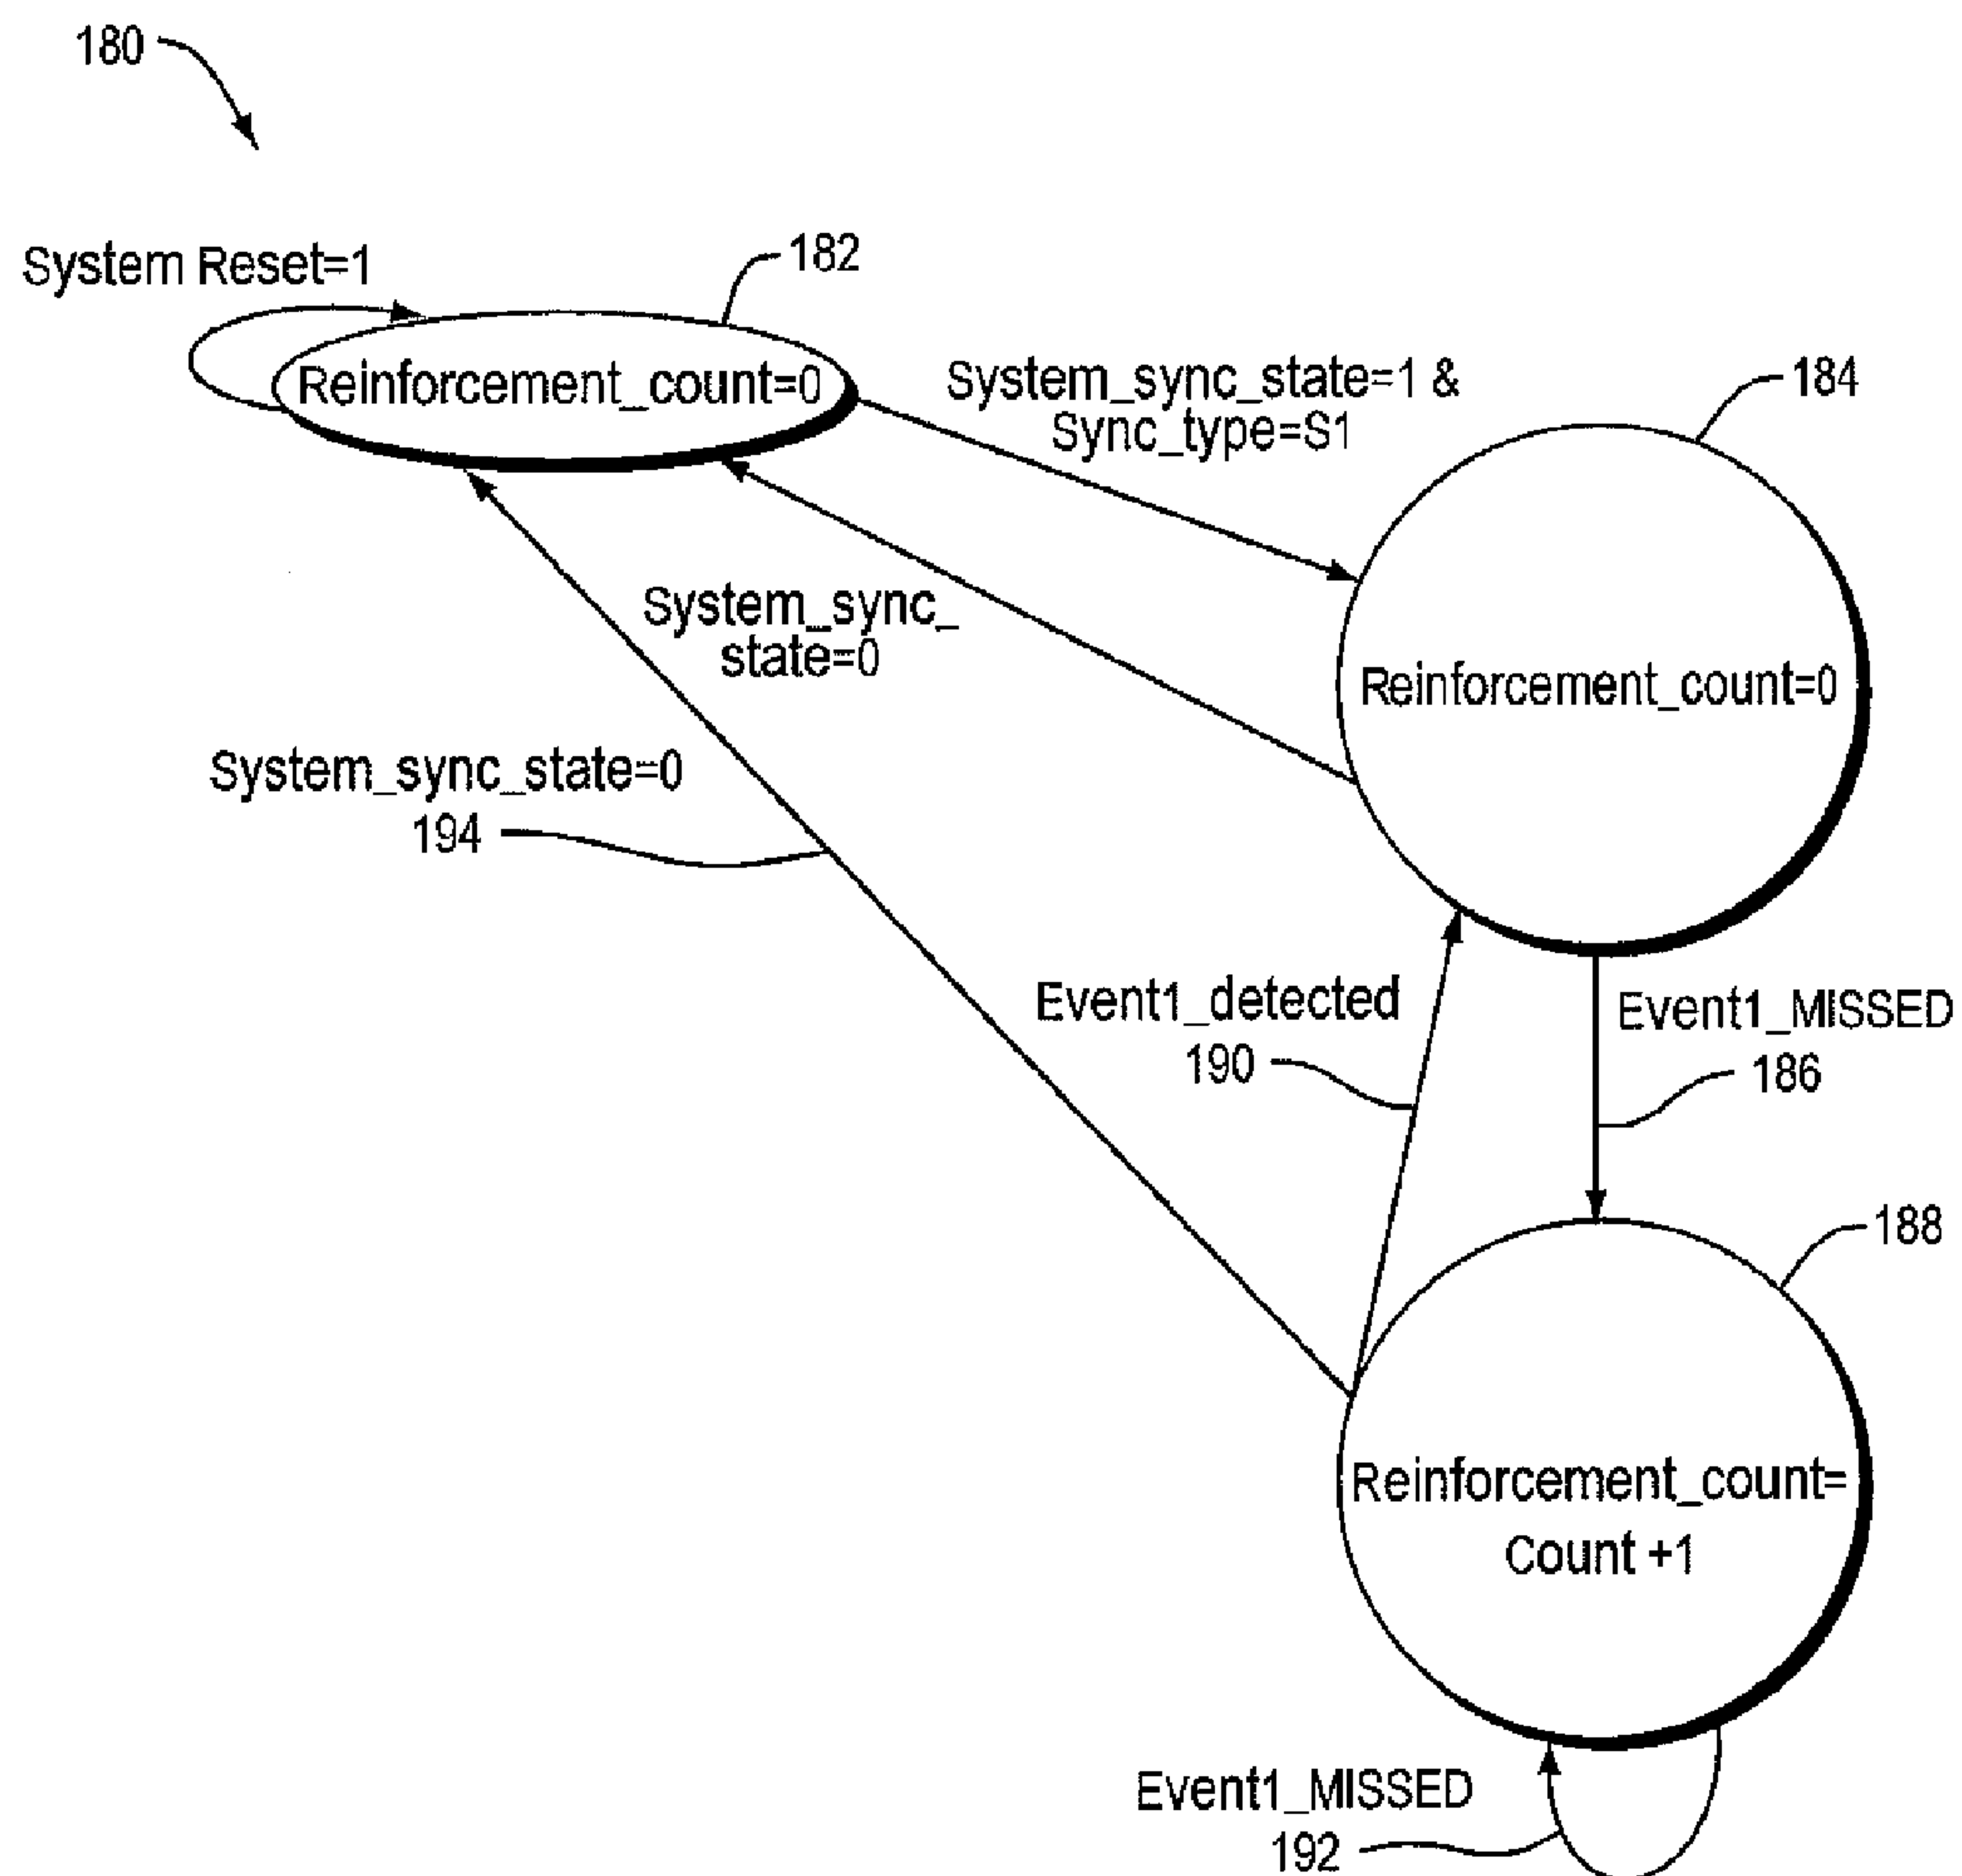 180
System Reset=1
182
Reinforcement_count=0
System_sync_state=1 &
Sync_type=S1
184
System_sync_
state=0
Reinforcement_count=0
System_sync_state=0
194
Event1_detected
190
Event1_MISSED
186
188
Reinforcement_count=
Count +1
Event1_MISSED
192